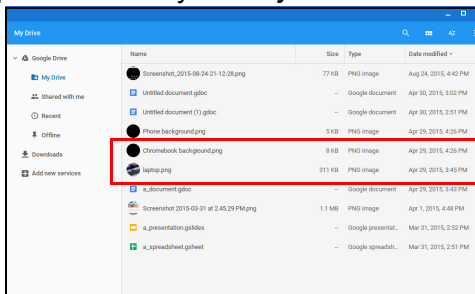 My Drive
Google Drive
My Drive
Shared with me
Recent
Offline
Downloads
Add new services
Name Size Type Date modified
Screenshot_2015-08-24-21-12-28.png 77 KB PNG image Aug 24, 2015, 4:42 PM
Untitled document.gdoc -- Google document Apr 30, 2015, 3:02 PM
Untitled document (1).gdoc -- Google document Apr 30, 2015, 2:51 PM
Phone background.png 5 KB PNG image Apr 29, 2015, 4:26 PM
Chromebook background.png 8 KB PNG image Apr 29, 2015, 4:26 PM
laptop.png 311 KB PNG image Apr 29, 2015, 3:45 PM
a_document.gdoc -- Google document Apr 29, 2015, 3:43 PM
Screenshot 2015-03-31 at 2.45.29 PM.png 1.1 MB PNG image Apr 1, 2015, 4:48 PM
a_presentation.gslides -- Google presentat... Mar 31, 2015, 2:52 PM
a_spreadsheet.gsheet -- Google spreadsh... Mar 31, 2015, 2:51 PM